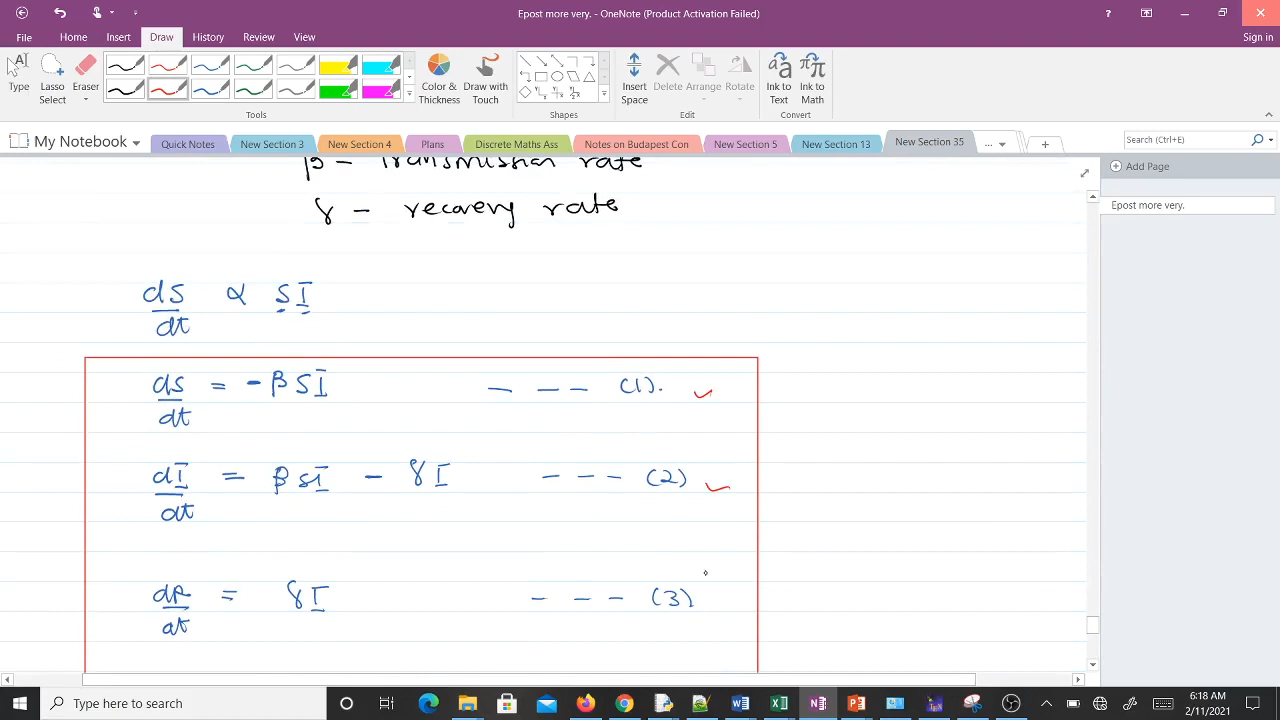 Epost more very. - OneNote (Product Activation Failed)
File Home Insert Draw History Review View Sign in
Type Lasso Select Eraser Color & Thickness Draw with Touch Insert Space Delete Arrange Rotate Ink to Text Ink to Math
Tools Shapes Edit Convert
My Notebook Quick Notes New Section 3 New Section 4 Plans Discrete Maths Ass Notes on Budapest Con New Section 5 New Section 13 New Section 35 ... Search (Ctrl+E)
Add Page
Epost more very.
β - Transmission rate
γ - recovery rate
dS/dt α SI
dS/dt = -βSI - - - (1).
dI/dt = βSI - γI - - - (2)
dR/dt = γI - - - (3)
Type here to search
6:18 AM
2/11/2021